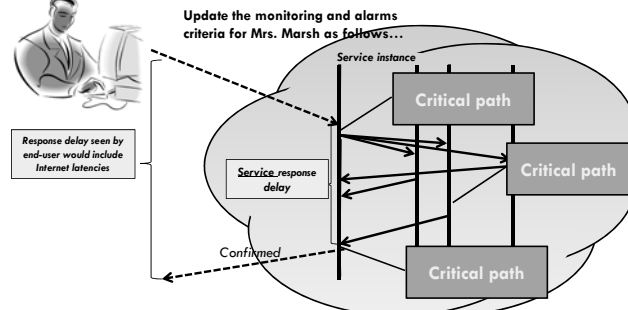 Update the monitoring and alarms
criteria for Mrs. Marsh as follows…
Service instance
Critical path
Response delay seen by
end-user would include
Internet latencies
Critical path
Service response
delay
Confirmed
Critical path